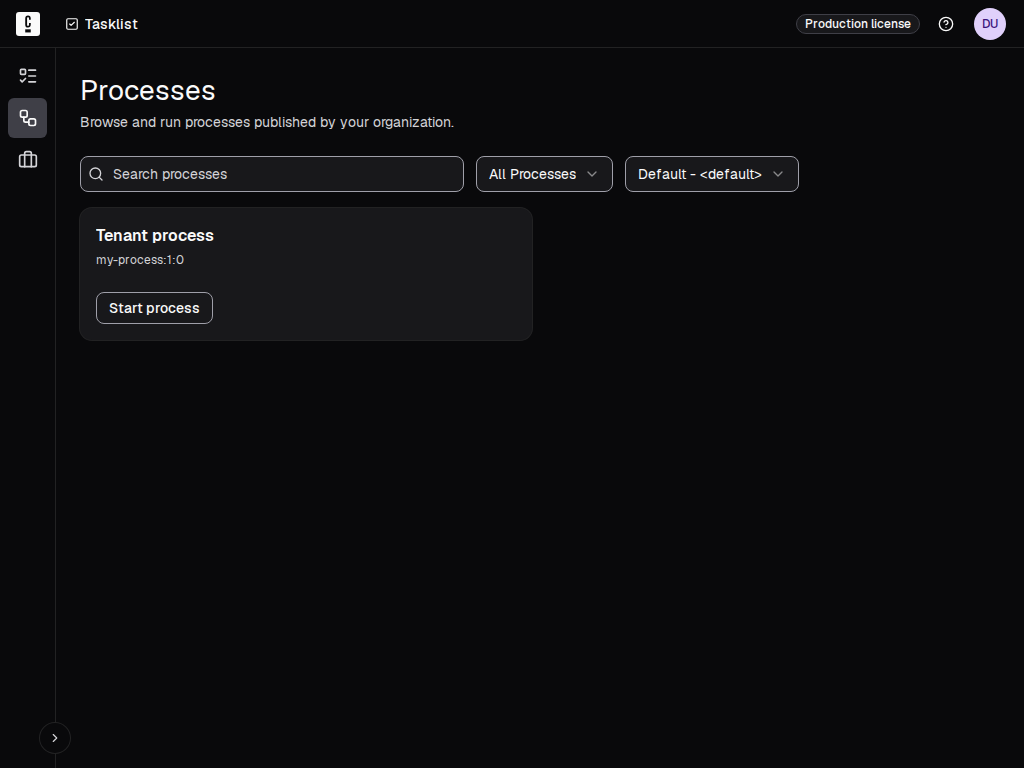 Tasklist
Production license
DU
Processes
Browse and run processes published by your organization.
Search processes
All Processes
Default - <default>
Tenant process
my-process:1:0
Start process